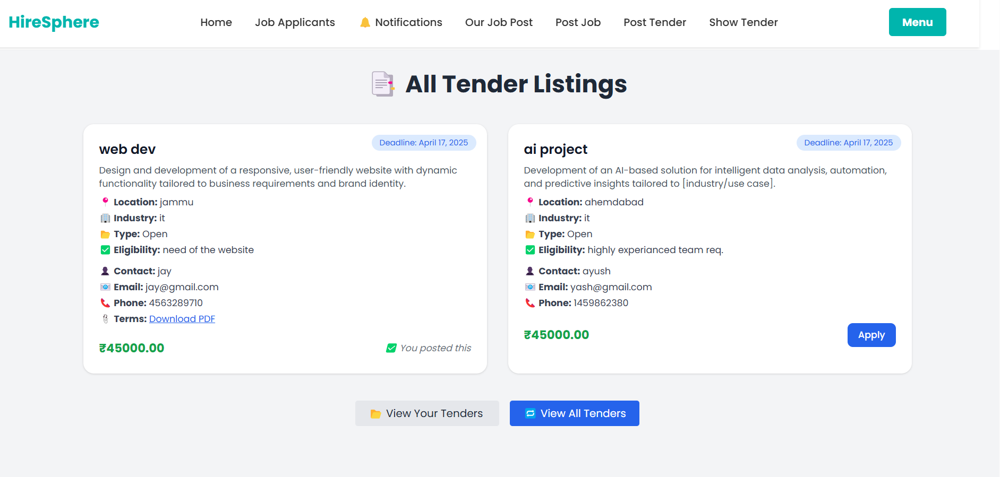 HireSphere
Home Job Applicants 🔔 Notifications Our Job Post Post Job Post Tender Show Tender Menu
📑 All Tender Listings
web dev
Deadline: April 17, 2025
Design and development of a responsive, user-friendly website with dynamic
functionality tailored to business requirements and brand identity.
📍 Location: jammu
🏢 Industry: it
📂 Type: Open
✅ Eligibility: need of the website
👤 Contact: jay
📧 Email: jay@gmail.com
📞 Phone: 4563289710
📎 Terms: Download PDF
₹45000.00
✅ You posted this
ai project
Deadline: April 17, 2025
Development of an AI-based solution for intelligent data analysis, automation,
and predictive insights tailored to [industry/use case].
📍 Location: ahemdabad
🏢 Industry: it
📂 Type: Open
✅ Eligibility: highly experianced team req.
👤 Contact: ayush
📧 Email: yash@gmail.com
📞 Phone: 1459862380
₹45000.00
Apply
📂 View Your Tenders
🔁 View All Tenders